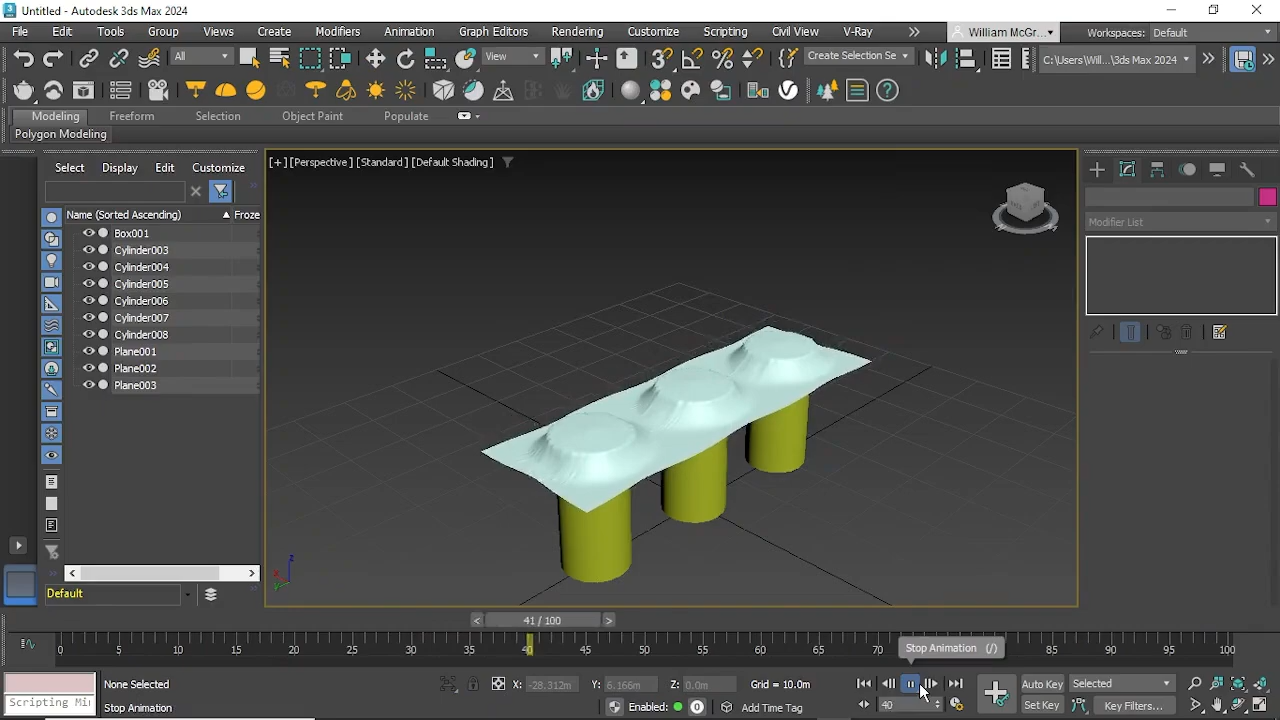 Untitled - Autodesk 3ds Max 2024
File Edit Tools Group Views Create Modifiers Animation Graph Editors Rendering Customize Scripting Civil View V-Ray William McGr... Workspaces: Default
All View Create Selection Se C:\Users\Will...\3ds Max 2024
Modeling Freeform Selection Object Paint Populate
Polygon Modeling
Select Display Edit Customize
[+] [Perspective] [Standard] [Default Shading]
Name (Sorted Ascending) Froze
Modifier List
Box001
Cylinder003
Cylinder004
Cylinder005
Cylinder006
Cylinder007
Cylinder008
Plane001
Plane002
Plane003
z
x
Default
41 / 100
0 5 10 15 20 25 30 35 40 45 50 55 60 65 70 85 90 95 100
Stop Animation (/)
None Selected X: -28.312m Y: 6.166m Z: 0.0m Grid = 10.0m Auto Key Selected
Scripting Mi
Stop Animation Enabled: 0 Add Time Tag 40 Set Key Key Filters...